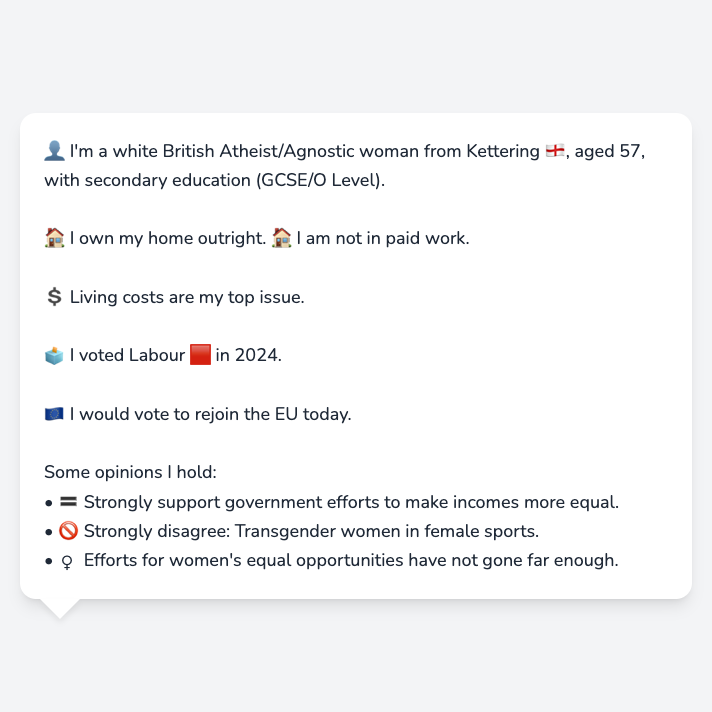 👤 I'm a white British Atheist/Agnostic woman from Kettering 🏴󠁧󠁢󠁥󠁮󠁧󠁿, aged 57,
with secondary education (GCSE/O Level).
🏠 I own my home outright. 🏠 I am not in paid work.
💲 Living costs are my top issue.
🗳️ I voted Labour 🟥 in 2024.
🇪🇺 I would vote to rejoin the EU today.
Some opinions I hold:
• 🟰 Strongly support government efforts to make incomes more equal.
• 🚫 Strongly disagree: Transgender women in female sports.
• ♀ Efforts for women's equal opportunities have not gone far enough.